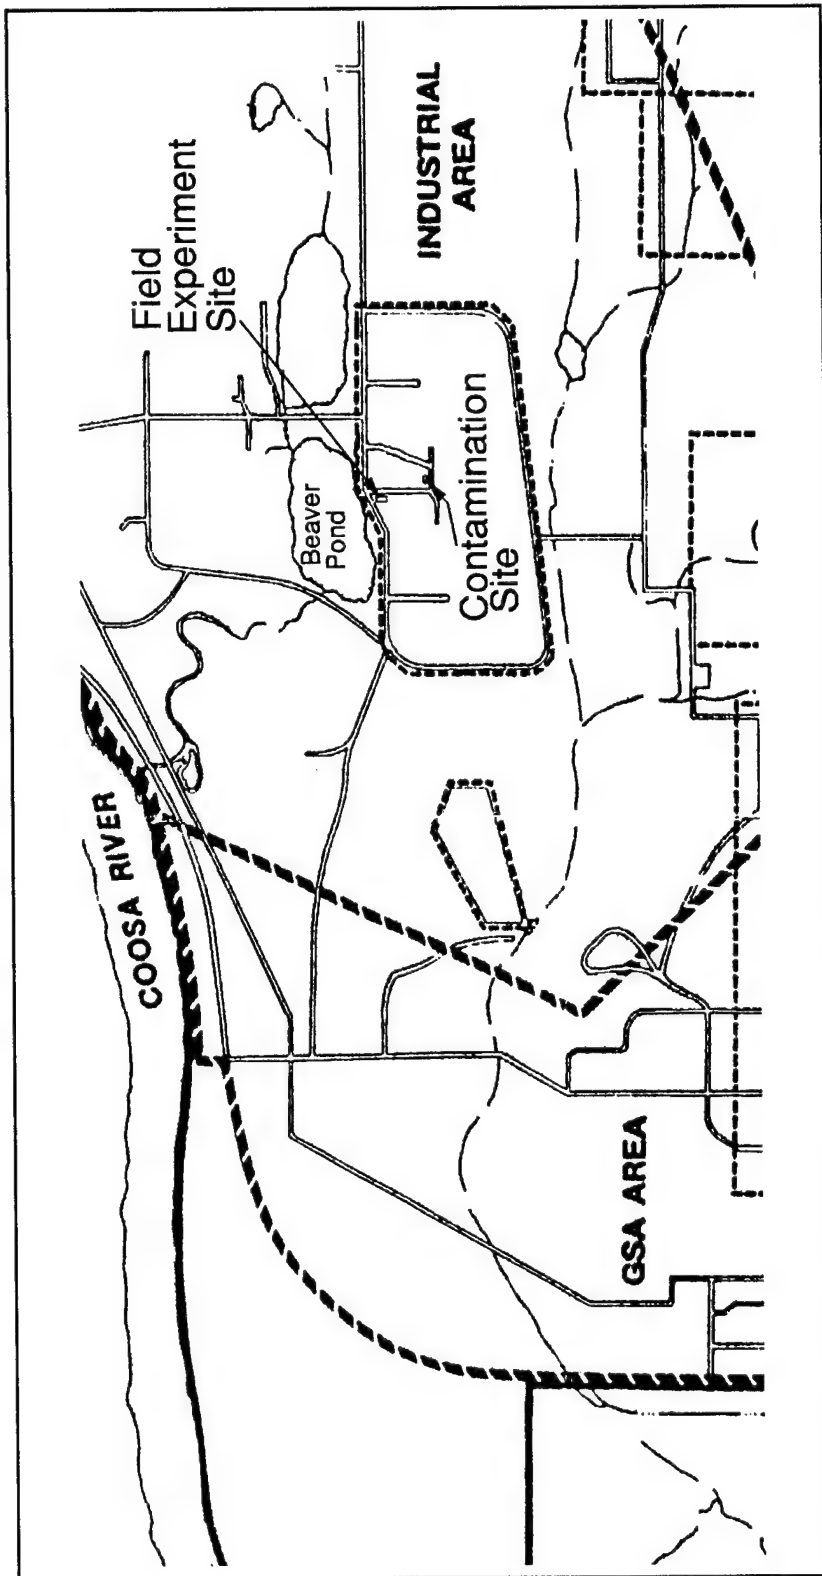 COOSA RIVER
Field
Experiment
Site
Beaver
Pond
INDUSTRIAL
AREA
Contamination
Site
GSA AREA